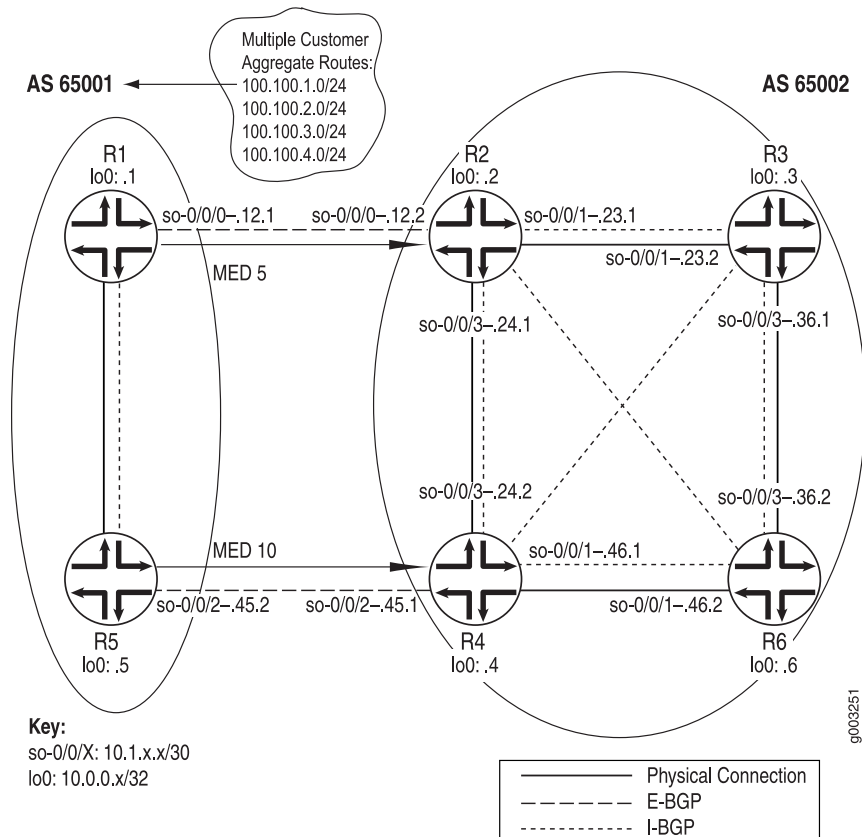 Multiple Customer
Aggregate Routes:
100.100.1.0/24
100.100.2.0/24
100.100.3.0/24
100.100.4.0/24
AS 65001
AS 65002
R1
lo0: .1
R2
lo0: .2
R3
lo0: .3
so-0/0/0–.12.1
so-0/0/0–.12.2
so-0/0/1–.23.1
so-0/0/1–.23.2
MED 5
so-0/0/3–.24.1
so-0/0/3–.36.1
so-0/0/3–.24.2
so-0/0/3–.36.2
MED 10
so-0/0/1–.46.1
so-0/0/2–.45.2
so-0/0/2–.45.1
so-0/0/1–.46.2
R5
lo0: .5
R4
lo0: .4
R6
lo0: .6
Key:
so-0/0/X: 10.1.x.x/30
lo0: 10.0.0.x/32
Physical Connection
E-BGP
I-BGP
g003251